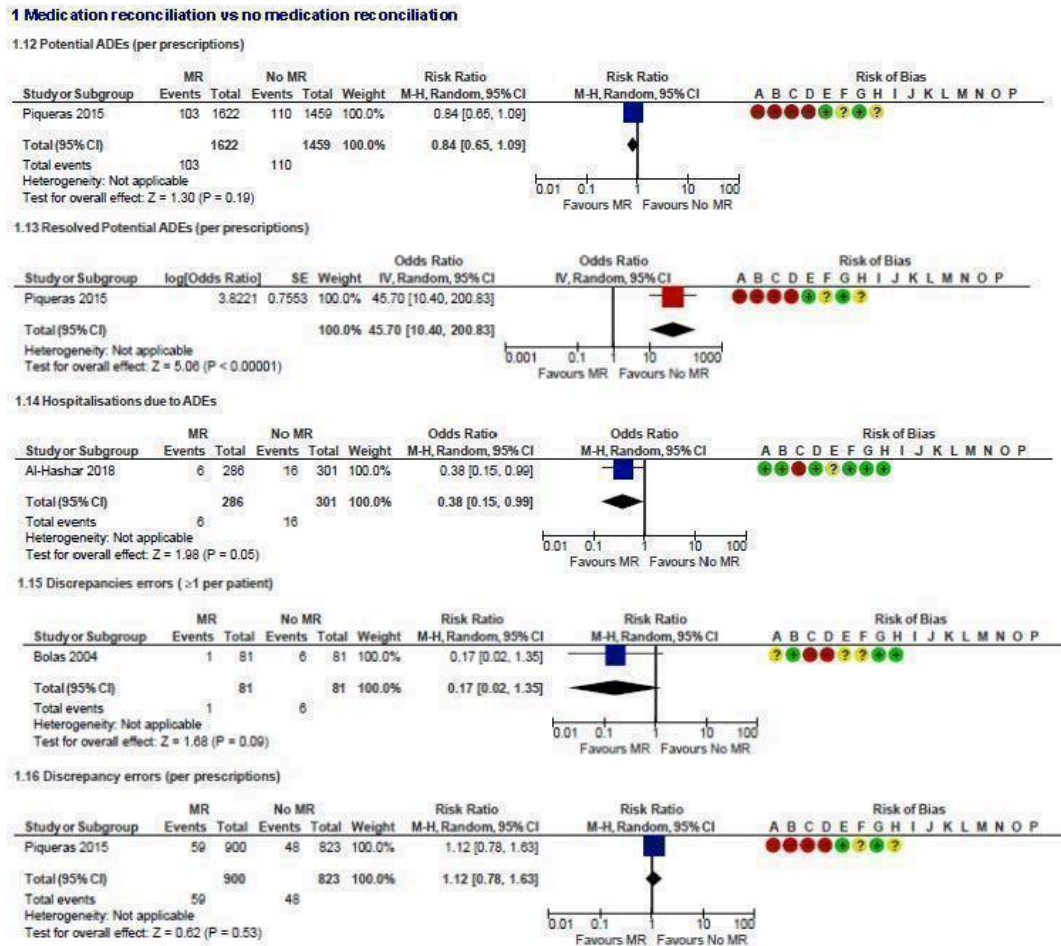 1 Medication reconciliation vs no medication reconciliation
1.12 Potential ADEs (per prescriptions)
MR No MR Risk Ratio Risk Ratio Risk of Bias
Study or Subgroup Events Total Events Total Weight M-H, Random, 95% CI M-H, Random, 95% CI A B C D E F G H I J K L M N O P
Piqueras 2015 103 1622 110 1459 100.0% 0.84 [0.65, 1.09] - - - - + ? + ?
Total (95% CI) 1622 1459 100.0% 0.84 [0.65, 1.09]
Total events 103 110
Heterogeneity: Not applicable
Test for overall effect: Z = 1.30 (P = 0.19)
0.01 0.1 1 10 100
Favours MR Favours No MR
1.13 Resolved Potential ADEs (per prescriptions)
Odds Ratio Odds Ratio Risk of Bias
Study or Subgroup log[Odds Ratio] SE Weight IV, Random, 95% CI IV, Random, 95% CI A B C D E F G H I J K L M N O P
Piqueras 2015 3.8221 0.7553 100.0% 45.70 [10.40, 200.83] - - - - + ? + ?
Total (95% CI) 100.0% 45.70 [10.40, 200.83]
Heterogeneity: Not applicable
Test for overall effect: Z = 5.06 (P < 0.00001)
0.001 0.1 1 10 1000
Favours MR Favours No MR
1.14 Hospitalisations due to ADEs
MR No MR Odds Ratio Odds Ratio Risk of Bias
Study or Subgroup Events Total Events Total Weight M-H, Random, 95% CI M-H, Random, 95% CI A B C D E F G H I J K L M N O P
Al-Hashar 2018 6 286 16 301 100.0% 0.38 [0.15, 0.99] + + - + ? + + +
Total (95% CI) 286 301 100.0% 0.38 [0.15, 0.99]
Total events 6 16
Heterogeneity: Not applicable
Test for overall effect: Z = 1.98 (P = 0.05)
0.01 0.1 1 10 100
Favours MR Favours No MR
1.15 Discrepancies errors (≥1 per patient)
MR No MR Risk Ratio Risk Ratio Risk of Bias
Study or Subgroup Events Total Events Total Weight M-H, Random, 95% CI M-H, Random, 95% CI A B C D E F G H I J K L M N O P
Bolas 2004 1 81 6 81 100.0% 0.17 [0.02, 1.35] ? + - - ? ? + +
Total (95% CI) 81 81 100.0% 0.17 [0.02, 1.35]
Total events 1 6
Heterogeneity: Not applicable
Test for overall effect: Z = 1.68 (P = 0.09)
0.01 0.1 1 10 100
Favours MR Favours No MR
1.16 Discrepancy errors (per prescriptions)
MR No MR Risk Ratio Risk Ratio Risk of Bias
Study or Subgroup Events Total Events Total Weight M-H, Random, 95% CI M-H, Random, 95% CI A B C D E F G H I J K L M N O P
Piqueras 2015 59 900 48 823 100.0% 1.12 [0.78, 1.63] - - - - + ? + ?
Total (95% CI) 900 823 100.0% 1.12 [0.78, 1.63]
Total events 59 48
Heterogeneity: Not applicable
Test for overall effect: Z = 0.62 (P = 0.53)
0.01 0.1 1 10 100
Favours MR Favours No MR